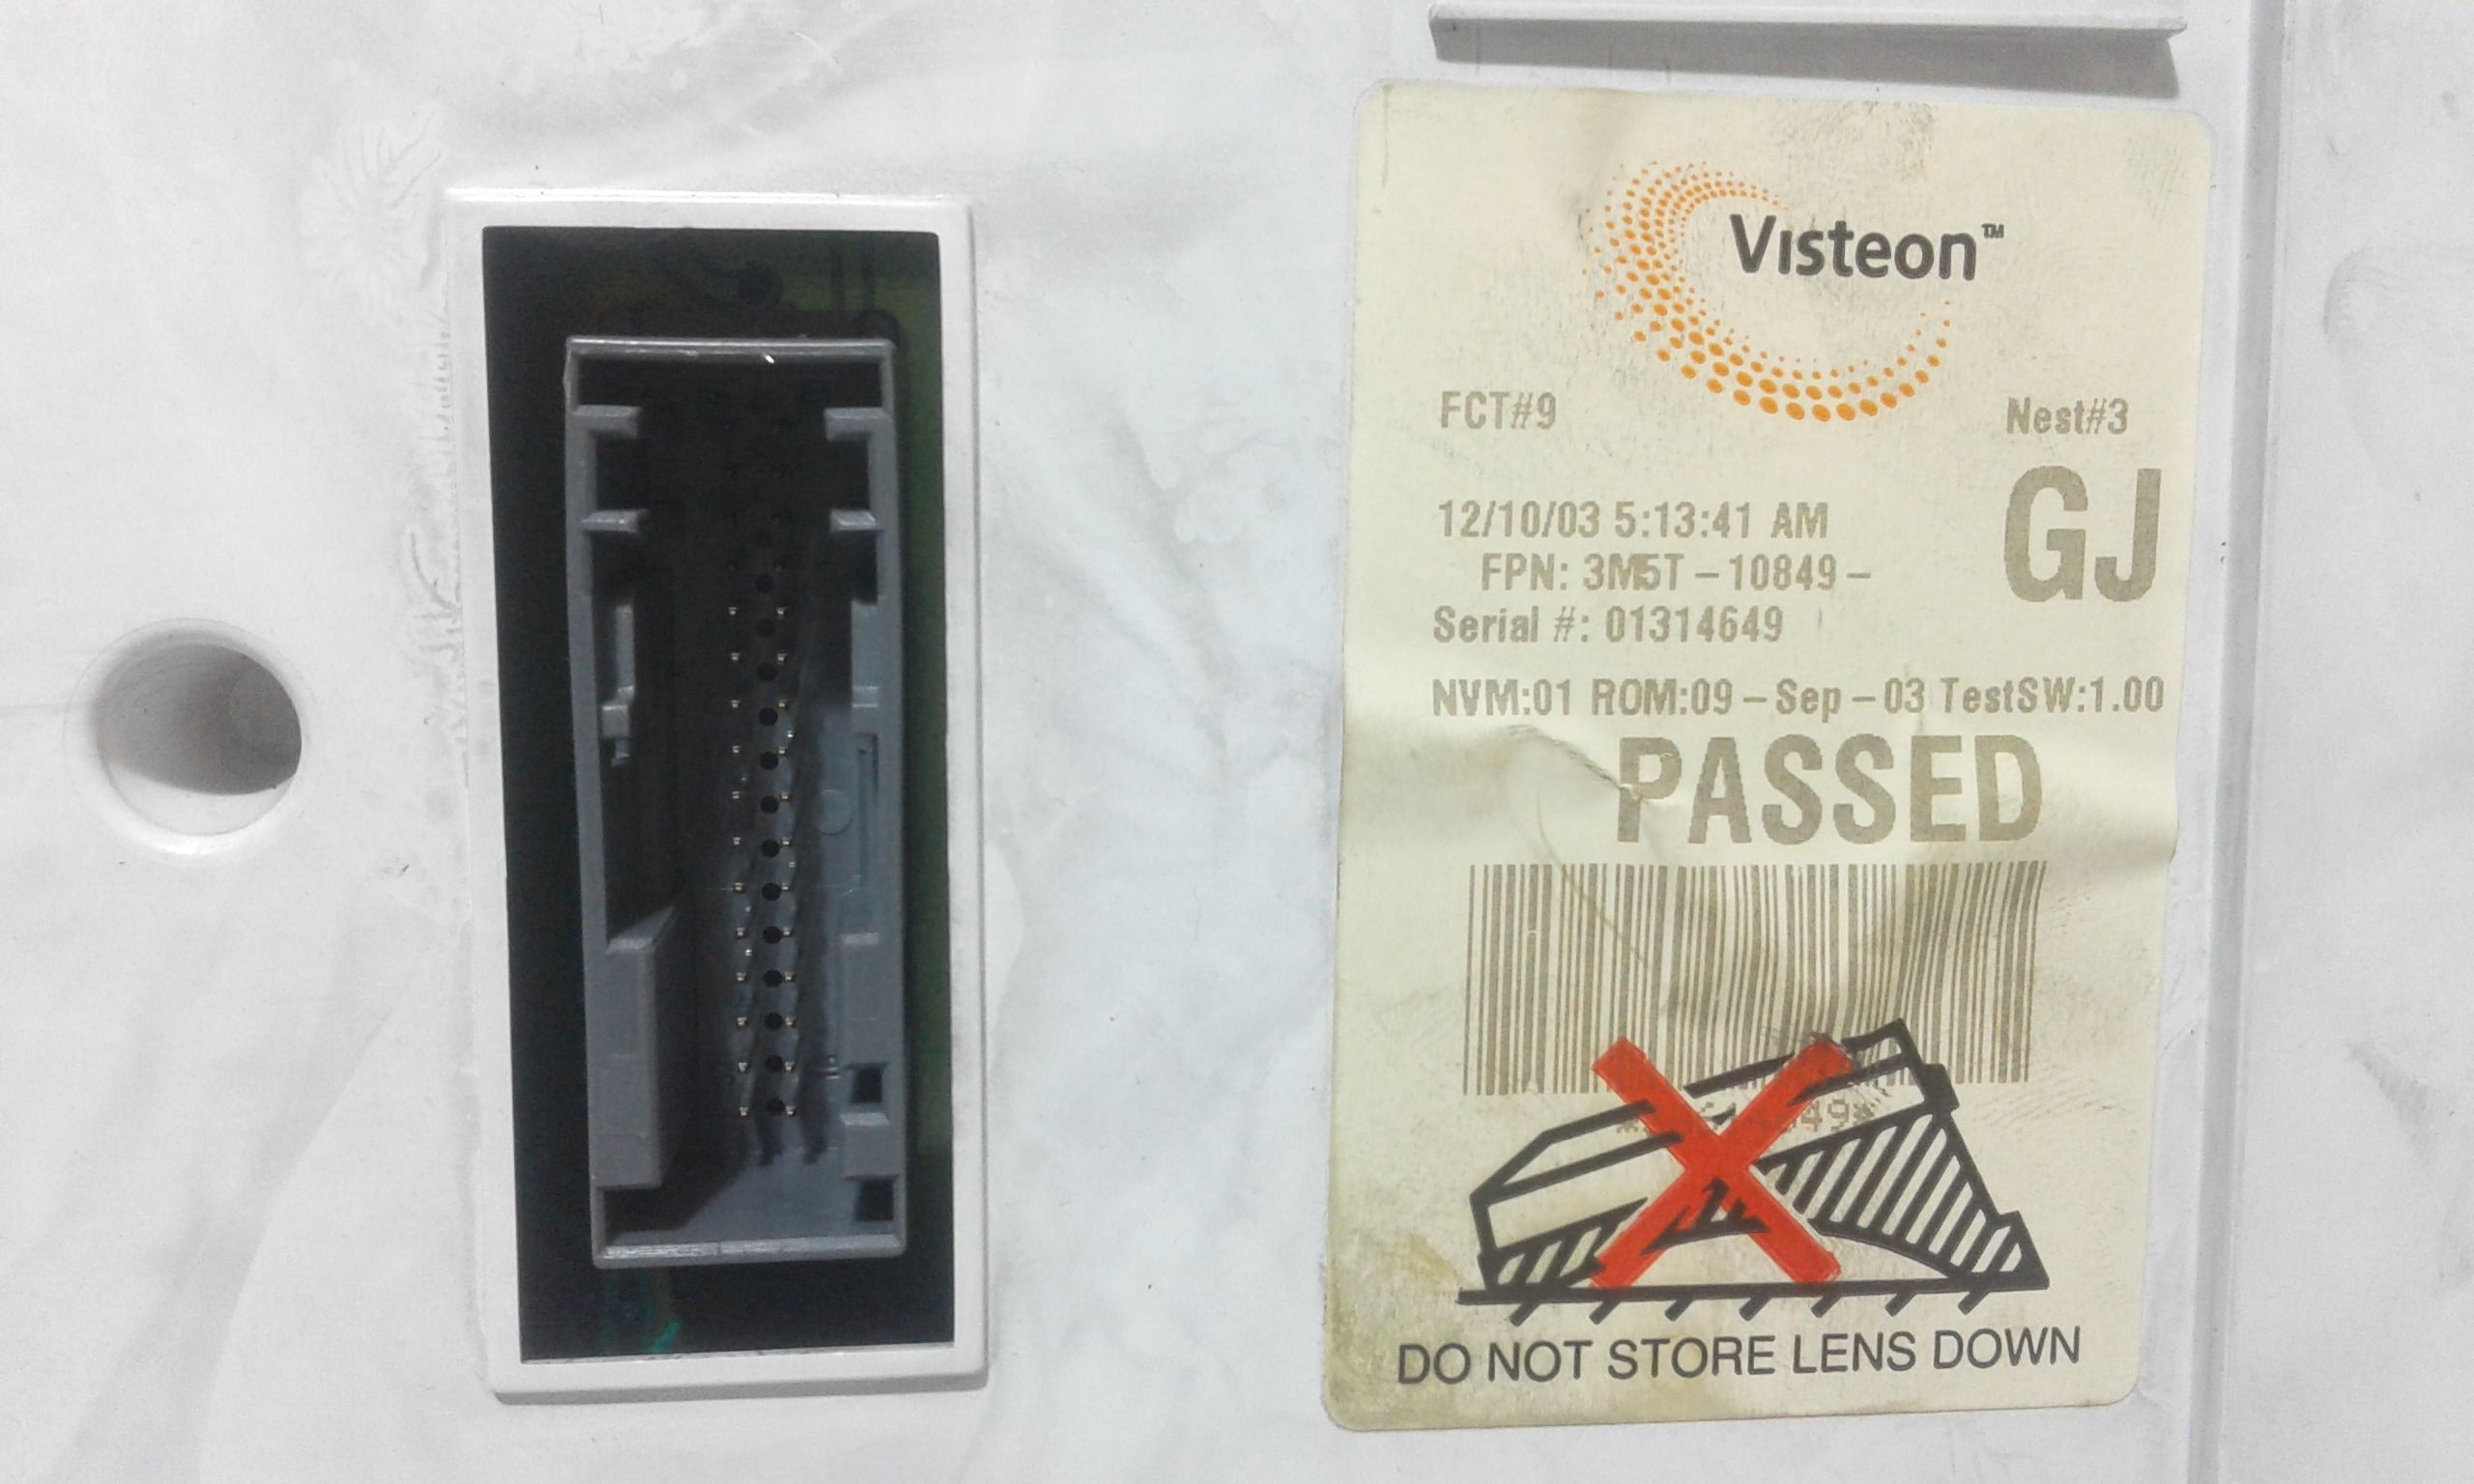 Visteon™
FCT#9 Nest#3
GJ
12/10/03 5:13:41 AM
FPN: 3M5T-10849-
Serial #: 01314649
NVM:01 ROM:09-Sep-03 TestSW:1.00
PASSED
DO NOT STORE LENS DOWN